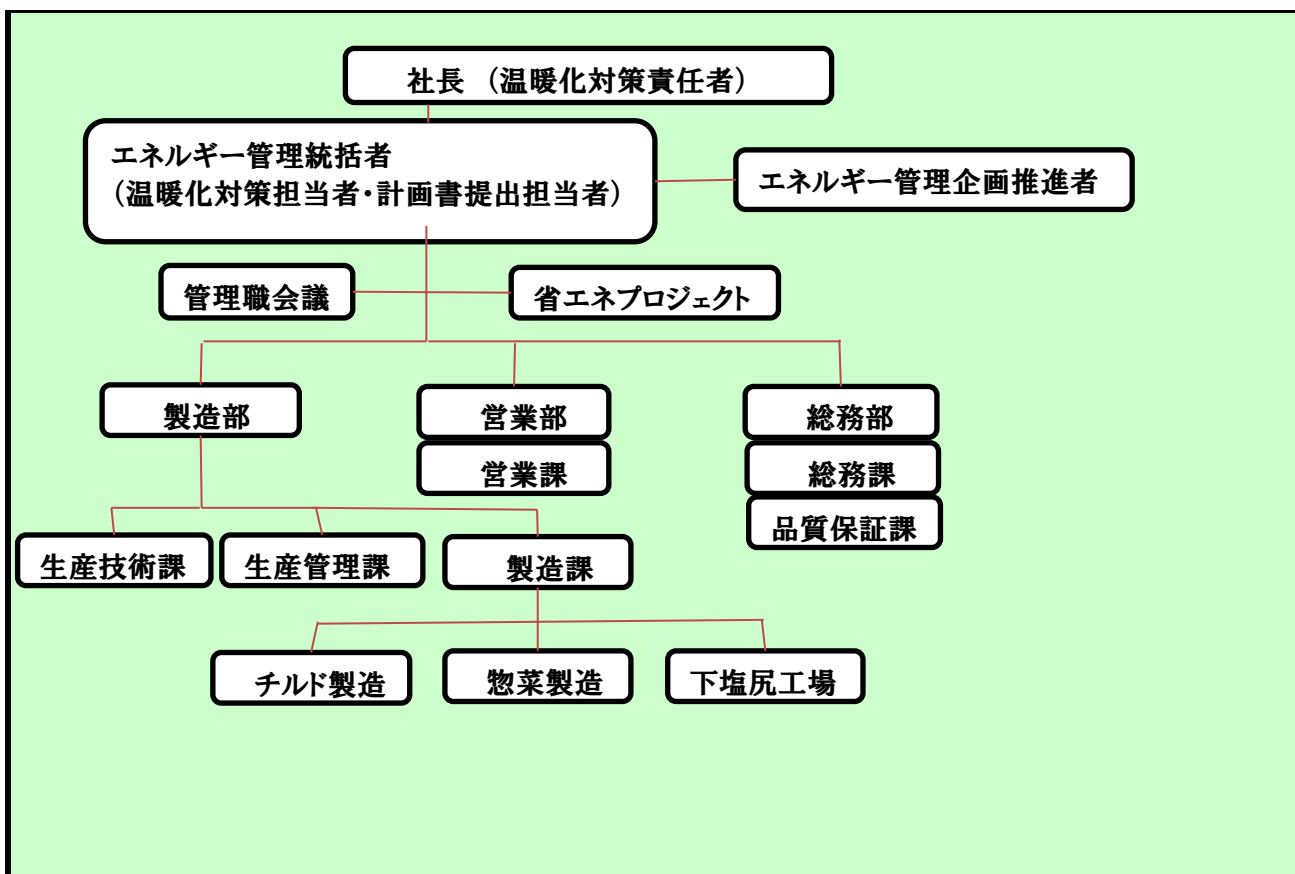 社長 （温暖化対策責任者）
エネルギー管理統括者
（温暖化対策担当者・計画書提出担当者）
エネルギー管理企画推進者
管理職会議
省エネプロジェクト
製造部
営業部
総務部
営業課
総務課
品質保証課
生産技術課
生産管理課
製造課
チルド製造
惣菜製造
下塩尻工場